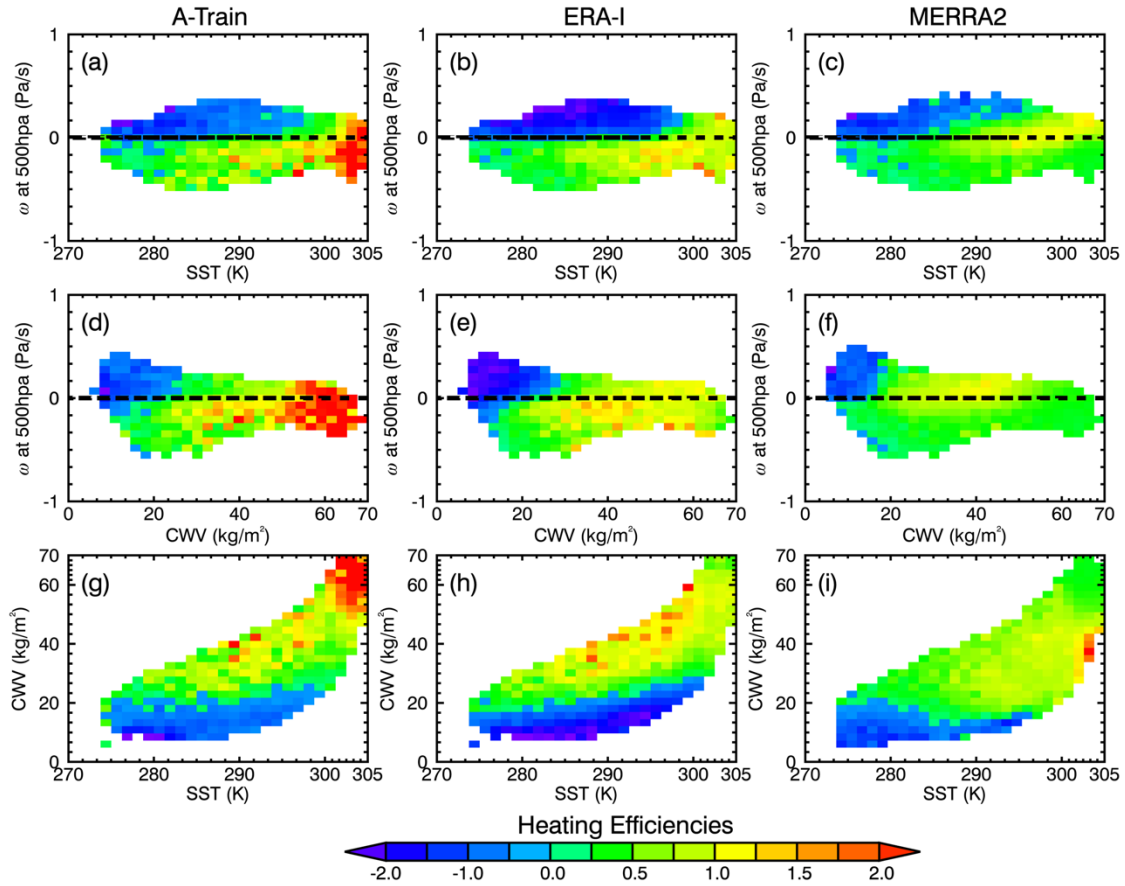 A-Train ERA-I MERRA2
(a) (b) (c)
1 1 1
ω at 500hpa (Pa/s) ω at 500hpa (Pa/s) ω at 500hpa (Pa/s)
0 0 0
-1 -1 -1
270 280 290 300 305 270 280 290 300 305 270 280 290 300 305
SST (K) SST (K) SST (K)
(d) (e) (f)
1 1 1
ω at 500hpa (Pa/s) ω at 500hpa (Pa/s) ω at 500hpa (Pa/s)
0 0 0
-1 -1 -1
0 20 40 60 70 0 20 40 60 70 0 20 40 60 70
CWV (kg/m²) CWV (kg/m²) CWV (kg/m²)
70 70 70
(g) (h) (i)
60 60 60
CWV (kg/m²) CWV (kg/m²) CWV (kg/m²)
40 40 40
20 20 20
0 0 0
270 280 290 300 305 270 280 290 300 305 270 280 290 300 305
SST (K) SST (K) SST (K)
Heating Efficiencies
-2.0 -1.0 0.0 0.5 1.0 1.5 2.0